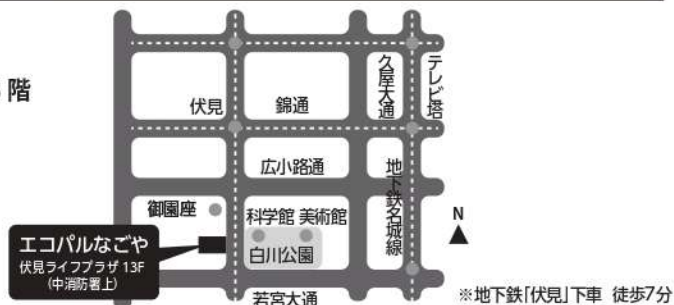 階
伏見
錦通
久屋大通
テレビ塔
広小路通
地下鉄名城線
御園座
科学館 美術館
白川公園
N
エコパルなごや
伏見ライフプラザ 13F
(中消防署上)
若宮大通
※地下鉄「伏見」下車 徒歩7分